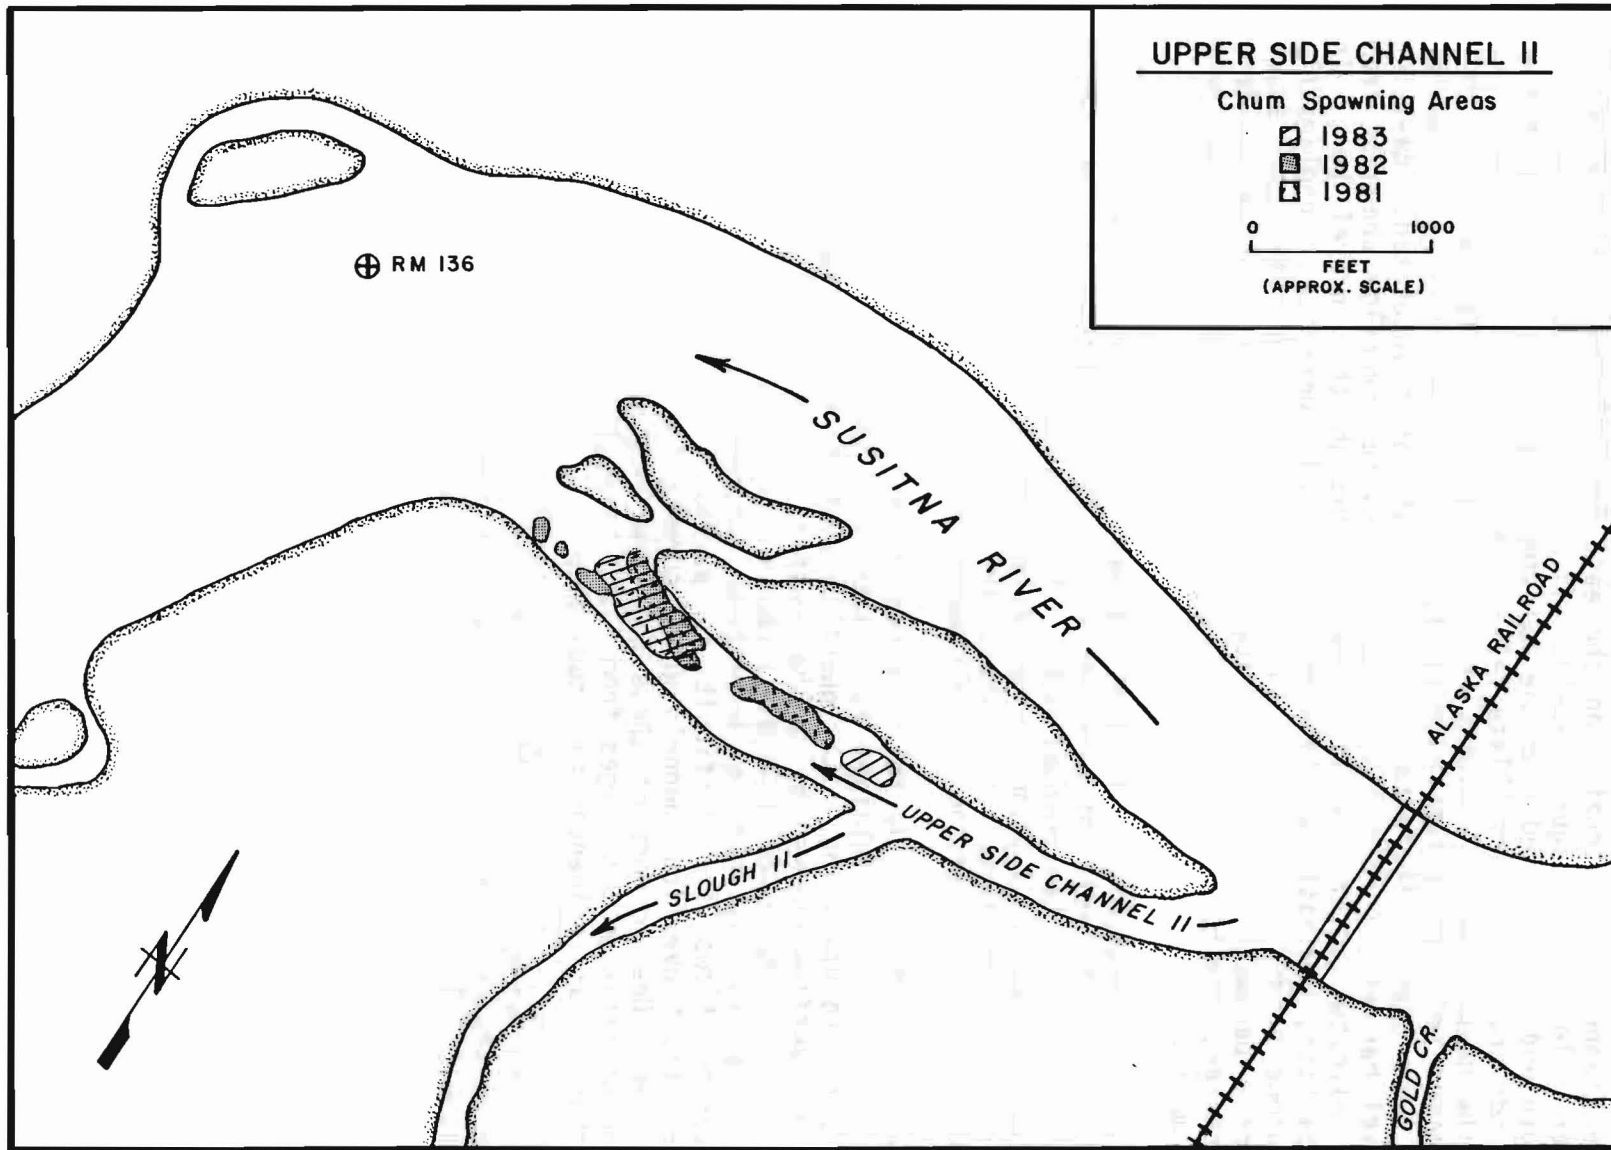 UPPER SIDE CHANNEL II
Chum Spawning Areas
1983
1982
1981
0 1000
FEET
(APPROX. SCALE)
RM 136
SUSITNA RIVER
ALASKA RAILROAD
UPPER SIDE CHANNEL II
SLOUGH II
GOLD CR.
N